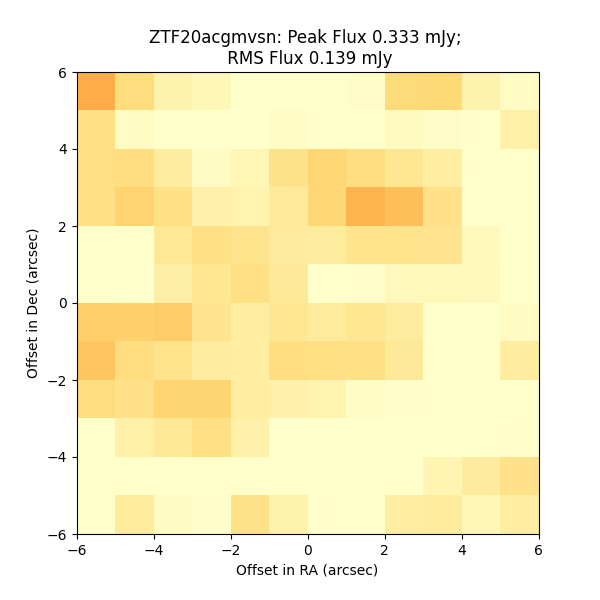 ZTF20acgmvsn: Peak Flux 0.333 mJy;
RMS Flux 0.139 mJy
6
4
2
0
−2
−4
−6
Offset in Dec (arcsec)
−6 −4 −2 0 2 4 6
Offset in RA (arcsec)